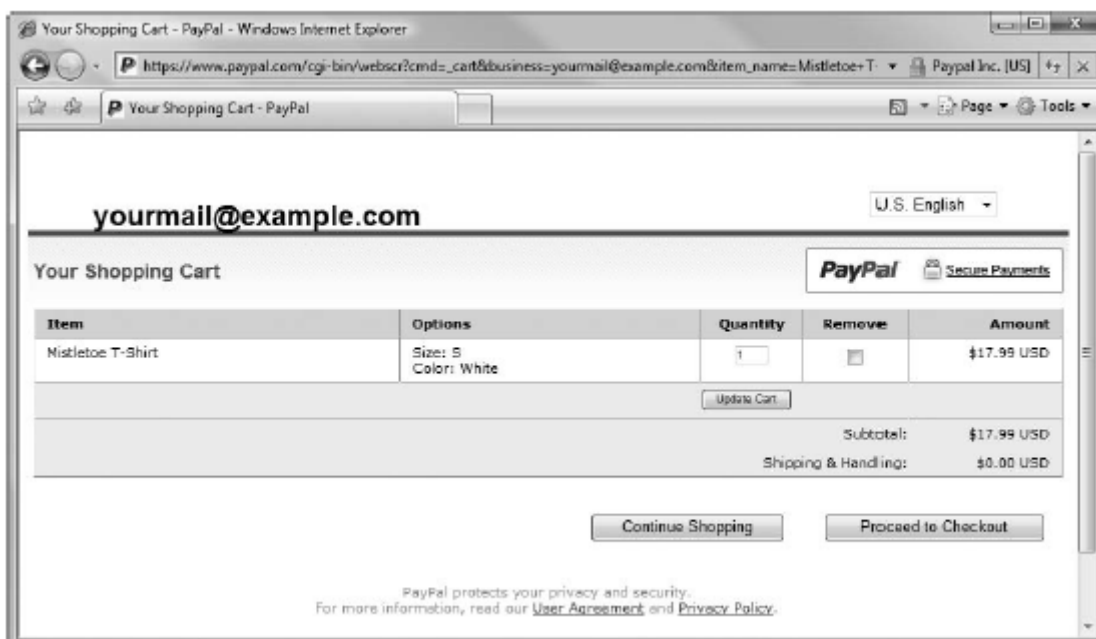 Your Shopping Cart - PayPal - Windows Internet Explorer
https://www.paypal.com/cgi-bin/webscr?cmd=_cart&business=yourmail@example.com&item_name=Mistletoe+T- Paypal Inc. [US]
Your Shopping Cart - PayPal Page Tools
yourmail@example.com U.S. English
Your Shopping Cart PayPal Secure Payments
Item Options Quantity Remove Amount
Mistletoe T-Shirt Size: S 1 $17.99 USD
Color: White
Update Cart
Subtotal: $17.99 USD
Shipping & Handling: $0.00 USD
Continue Shopping Proceed to Checkout
PayPal protects your privacy and security.
For more information, read our User Agreement and Privacy Policy.